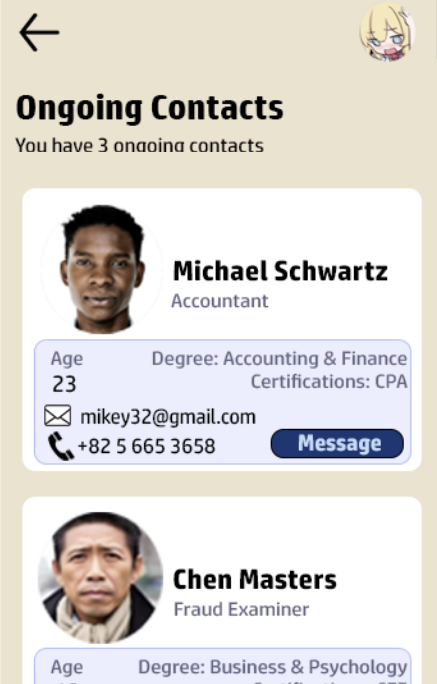 Ongoing Contacts
You have 3 ongoing contacts
Michael Schwartz
Accountant
Age
23
Degree: Accounting & Finance
Certifications: CPA
mikey32@gmail.com
+82 5 665 3658
Message
Chen Masters
Fraud Examiner
Age
Degree: Business & Psychology